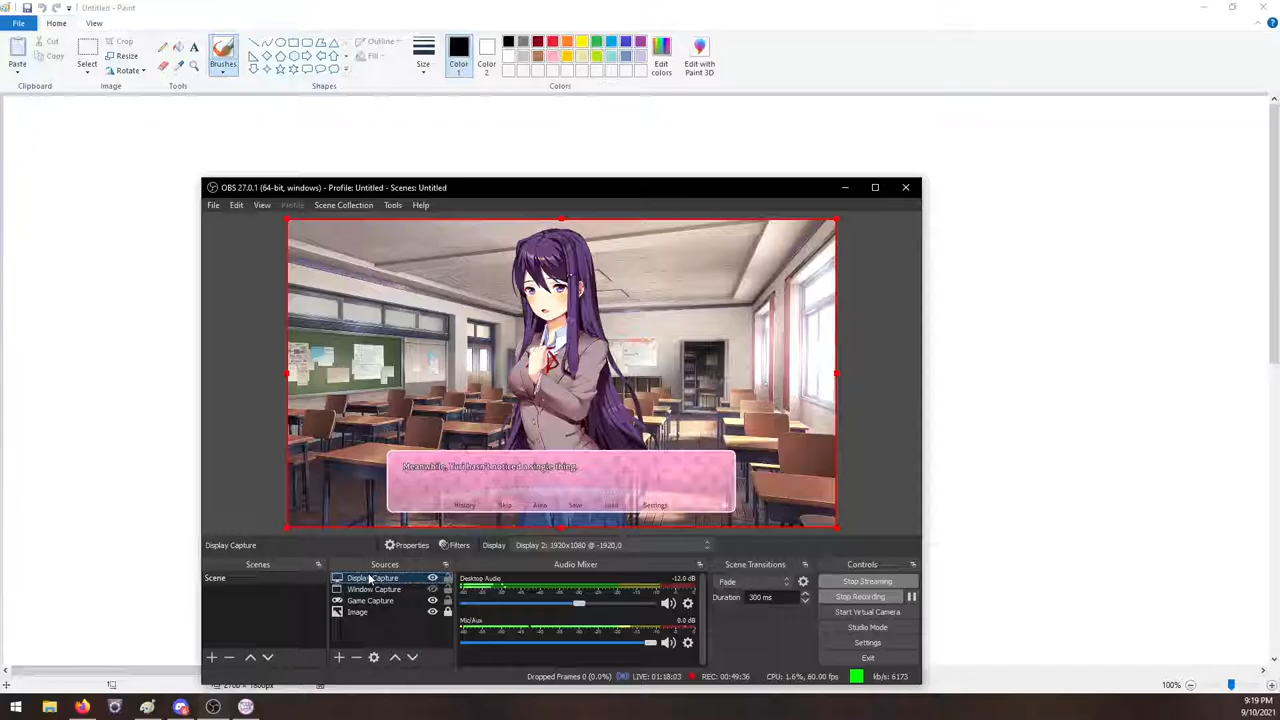 Untitled - Paint
File Home View
Paste
Cut
Copy
Clipboard
Select
Crop
Resize
Rotate
Image
Tools
Brushes
Shapes
Outline
Fill
Size
Color 1
Color 2
Colors
Edit colors
Edit with Paint 3D
OBS 27.0.1 (64-bit, windows) - Profile: Untitled - Scenes: Untitled
File Edit View Profile Scene Collection Tools Help
Meanwhile, Yuri hasn't noticed a single thing.
History Skip Save Load Settings
Display Capture Properties Filters Display Display 2: 1920x1080 @ -1920,0
Scenes Sources Audio Mixer Scene Transitions Controls
Scene
Display Capture
Window Capture
Game Capture
Image
Desktop Audio -12.0 dB
Mic/Aux 0.0 dB
Fade
Duration 300 ms
Stop Streaming
Stop Recording
Start Virtual Camera
Studio Mode
Settings
Exit
Dropped Frames 0 (0.0%) LIVE: 01:18:03 REC: 00:49:36 CPU: 1.6%, 60.00 fps kb/s: 6173
100%
9:19 PM
9/10/2021